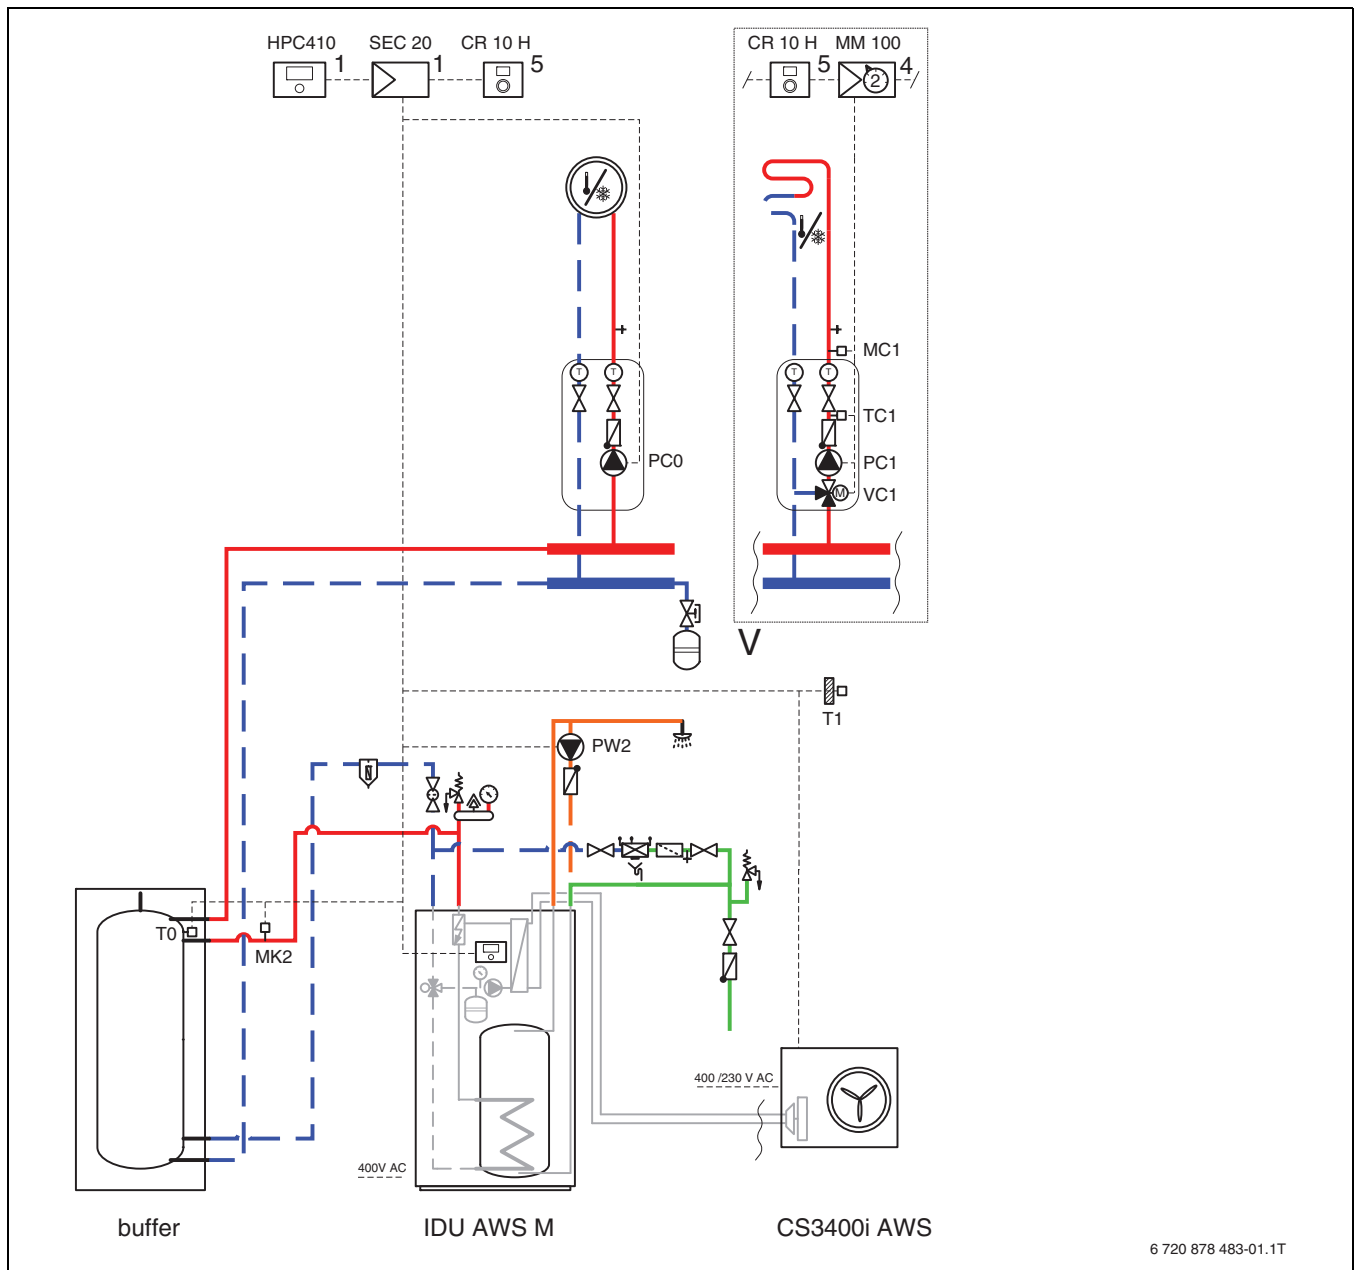 HPC410 SEC 20 CR 10 H
1 1 5
CR 10 H MM 100
5 2 4
MC1
T T
T T
TC1
PC0
PC1
M
VC1
V
T1
PW2
T0
MK2
400 /230 V AC
400V AC
buffer
IDU AWS M
CS3400i AWS
6 720 878 483-01.1T